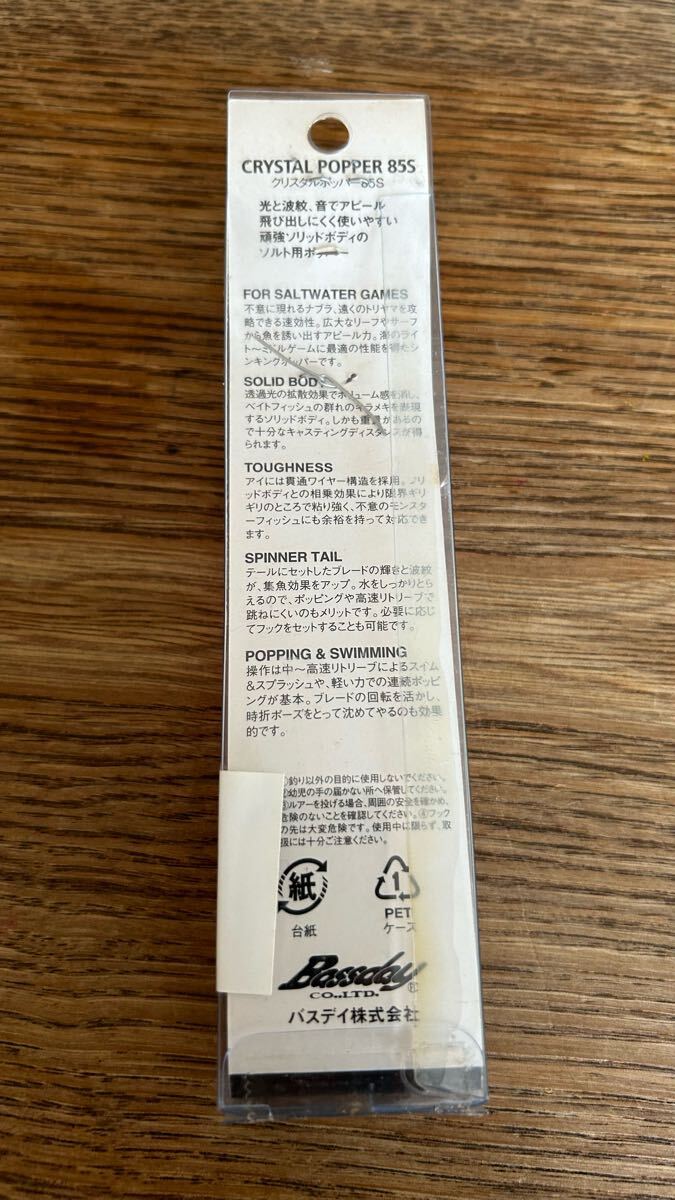 CRYSTAL POPPER 85S
クリスタルポッパー85S
光と波紋、音でアピール
飛び出しにくく使いやすい
頑強ソリッドボディの
ソルト用ポッパー
FOR SALTWATER GAMES
不意に現れるナブラ、遠くのトリヤマを攻
略できる速効性。広大なリーフやサーフ
から魚を誘い出すアピール力。海のライ
ト〜ミドルゲームに最適の性能を得たシ
ンキングポッパーです。
SOLID BODY
透過光の拡散効果でボリューム感を消し、
ベイトフィッシュの群れのキラメキを表現
するソリッドボディ。しかも重量があるの
で十分なキャスティングディスタンスが得
られます。
TOUGHNESS
アイには貫通ワイヤー構造を採用。ソリ
ッドボディとの相乗効果により限界ギリ
ギリのところで粘り強く、不意のモンスタ
ーフィッシュにも余裕を持って対応でき
ます。
SPINNER TAIL
テールにセットしたブレードの輝きと波紋
が、集魚効果をアップ。水をしっかりとら
えるので、ポッピングや高速リトリーブで
跳ねにくいのもメリットです。必要に応じ
てフックをセットすることも可能です。
POPPING & SWIMMING
操作は中〜高速リトリーブによるスイム
&スプラッシュや、軽い力での連続ポッピ
ングが基本。ブレードの回転を活かし、
時折ポーズをとって沈めてやるのも効果
的です。
①釣り以外の目的に使用しないでください。
②幼児の手の届かない所へ保管してください。
③ルアーを投げる場合、周囲の安全を確かめ、
危険のないことを確認してください。④フック
の先は大変危険です。使用中に限らず、取
扱には十分ご注意ください。
紙
台紙
1
PET
ケース
Bassday®
CO.,LTD.
バスデイ株式会社